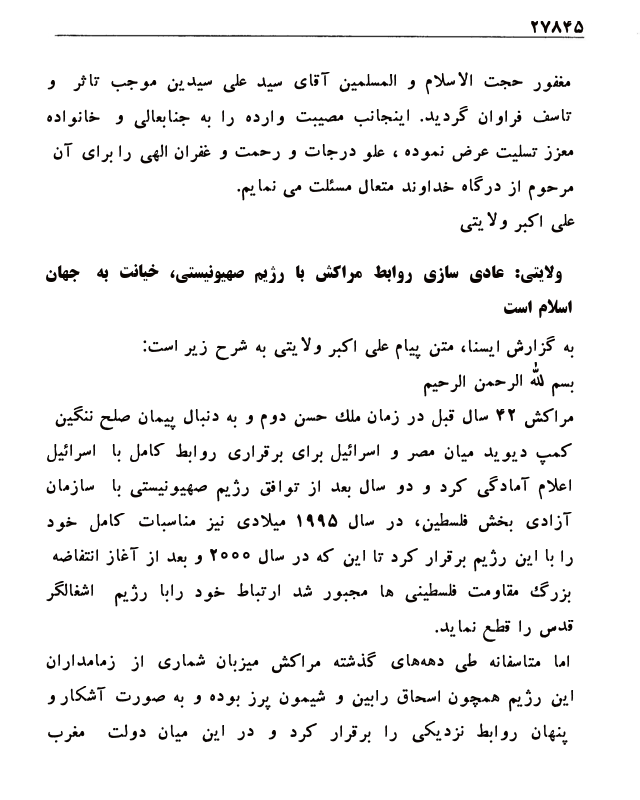 ۲۷۸۴۵
مغفور حجت الاسلام و المسلمین آقای سید علی سیدین موجب تاثر و
تاسف فراوان گردید. اینجانب مصیبت وارده را به جنابعالی و خانواده
معزز تسلیت عرض نموده ، علو درجات و رحمت و غفران الهی را برای آن
مرحوم از درگاه خداوند متعال مسئلت می نمایم.
علی اکبر ولایتی
ولایتی: عادی سازی روابط مراکش با رژیم صهیونیستی، خیانت به جهان
اسلام است
به گزارش ایسنا، متن پیام علی اکبر ولایتی به شرح زیر است:
بسم لله الرحمن الرحیم
مراکش ۴۲ سال قبل در زمان ملك حسن دوم و به دنبال پیمان صلح ننگین
کمپ دیوید میان مصر و اسرائیل برای برقراری روابط کامل با اسرائیل
اعلام آمادگی کرد و دو سال بعد از توافق رژیم صهیونیستی با سازمان
آزادی بخش فلسطین، در سال ۱۹۹۵ میلادی نیز مناسبات کامل خود
را با این رژیم برقرار کرد تا این که در سال ۲۰۰۰ و بعد از آغاز انتفاضه
بزرگ مقاومت فلسطینی ها مجبور شد ارتباط خود رابا رژیم اشغالگر
قدس را قطع نماید.
اما متاسفانه طی دهه‌های گذشته مراکش میزبان شماری از زمامداران
این رژیم همچون اسحاق رابین و شیمون پرز بوده و به صورت آشکار و
پنهان روابط نزدیکی را برقرار کرد و در این میان دولت مغرب